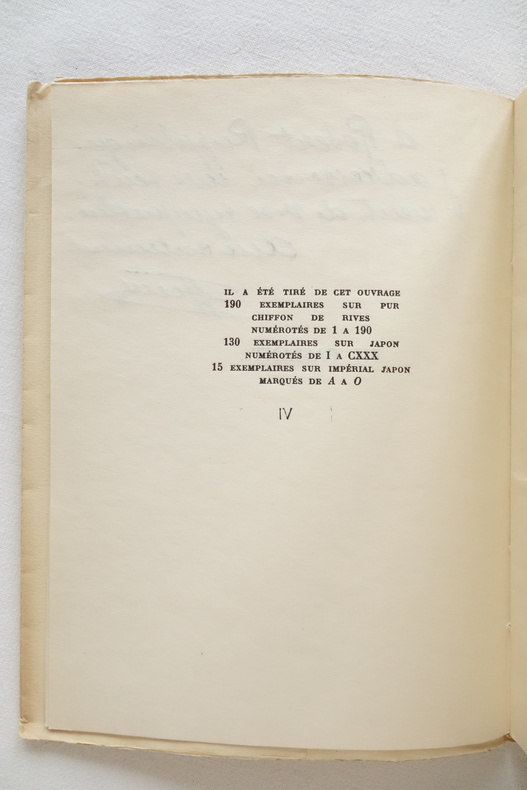 IL A ÉTÉ TIRÉ DE CET OUVRAGE
190 EXEMPLAIRES SUR PUR
CHIFFON DE RIVES
NUMÉROTÉS DE 1 A 190
130 EXEMPLAIRES SUR JAPON
NUMÉROTÉS DE I A CXXX
15 EXEMPLAIRES SUR IMPÉRIAL JAPON
MARQUÉS DE A A O
IV